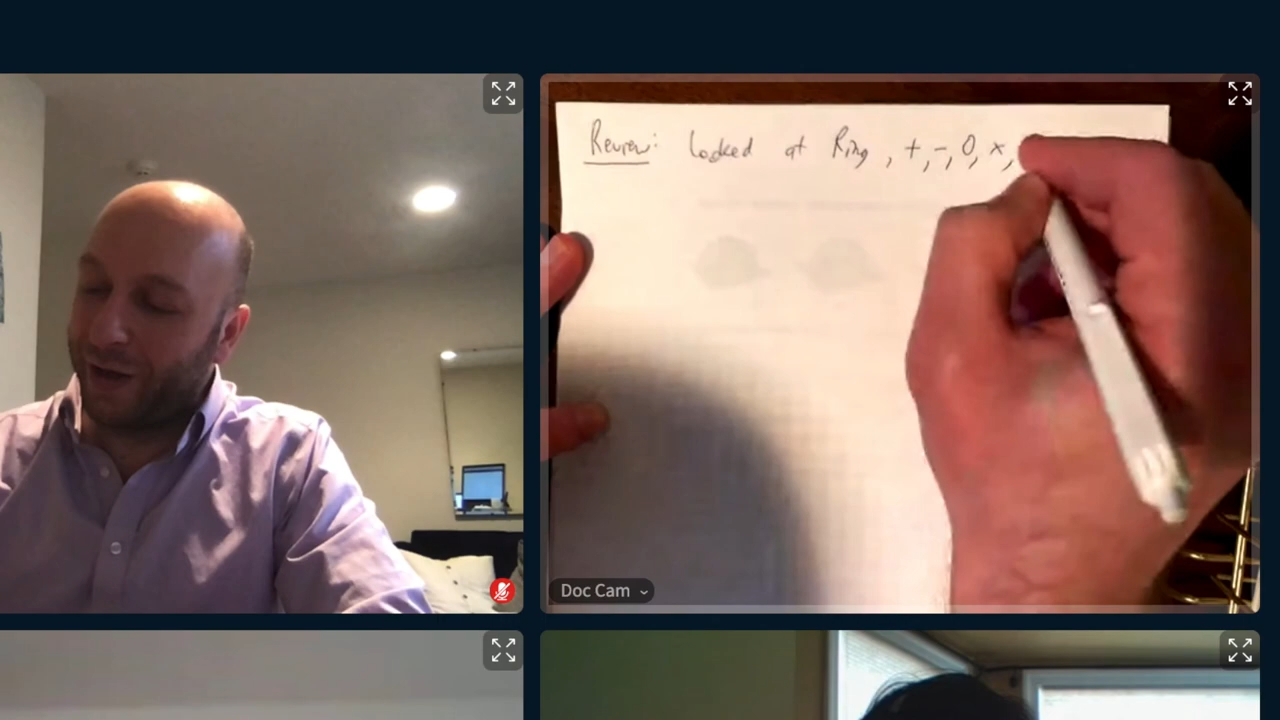 Review: Looked at Ring, +, -, 0, x,
Doc Cam